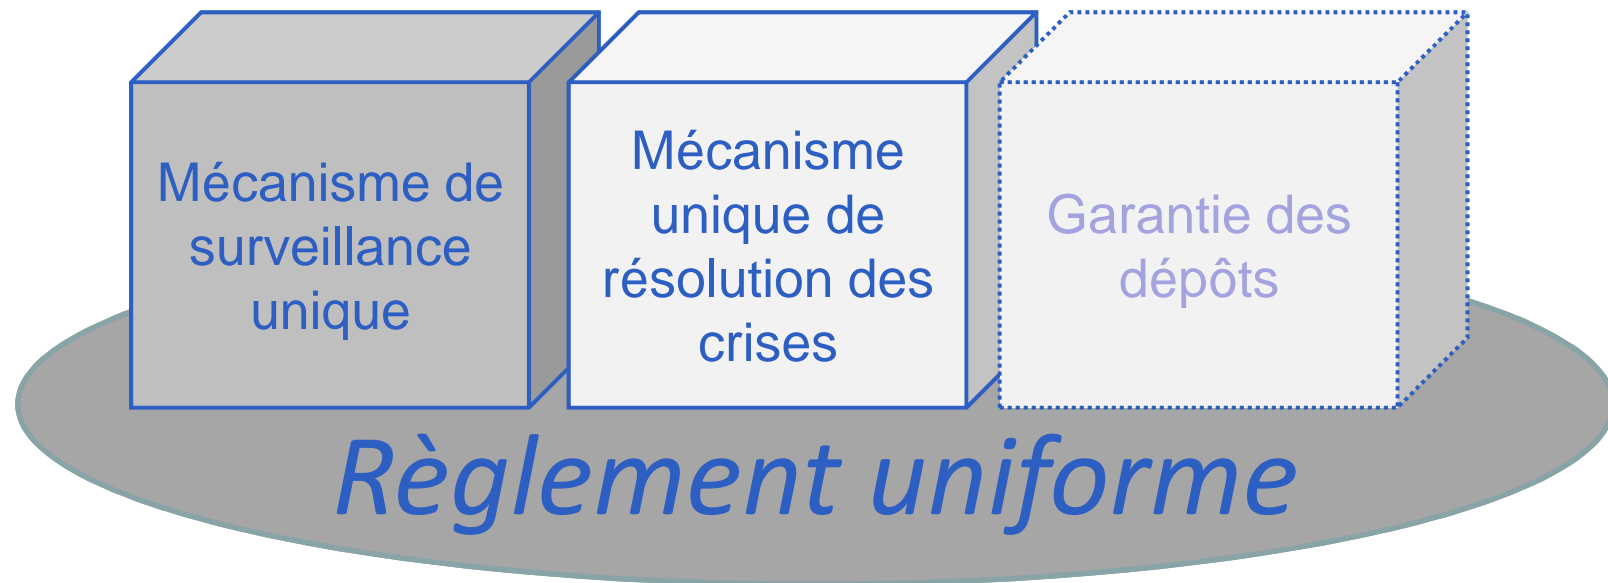 Mécanisme de
surveillance
unique
Mécanisme
unique de
résolution des
crises
Garantie des
dépôts
Règlement uniforme